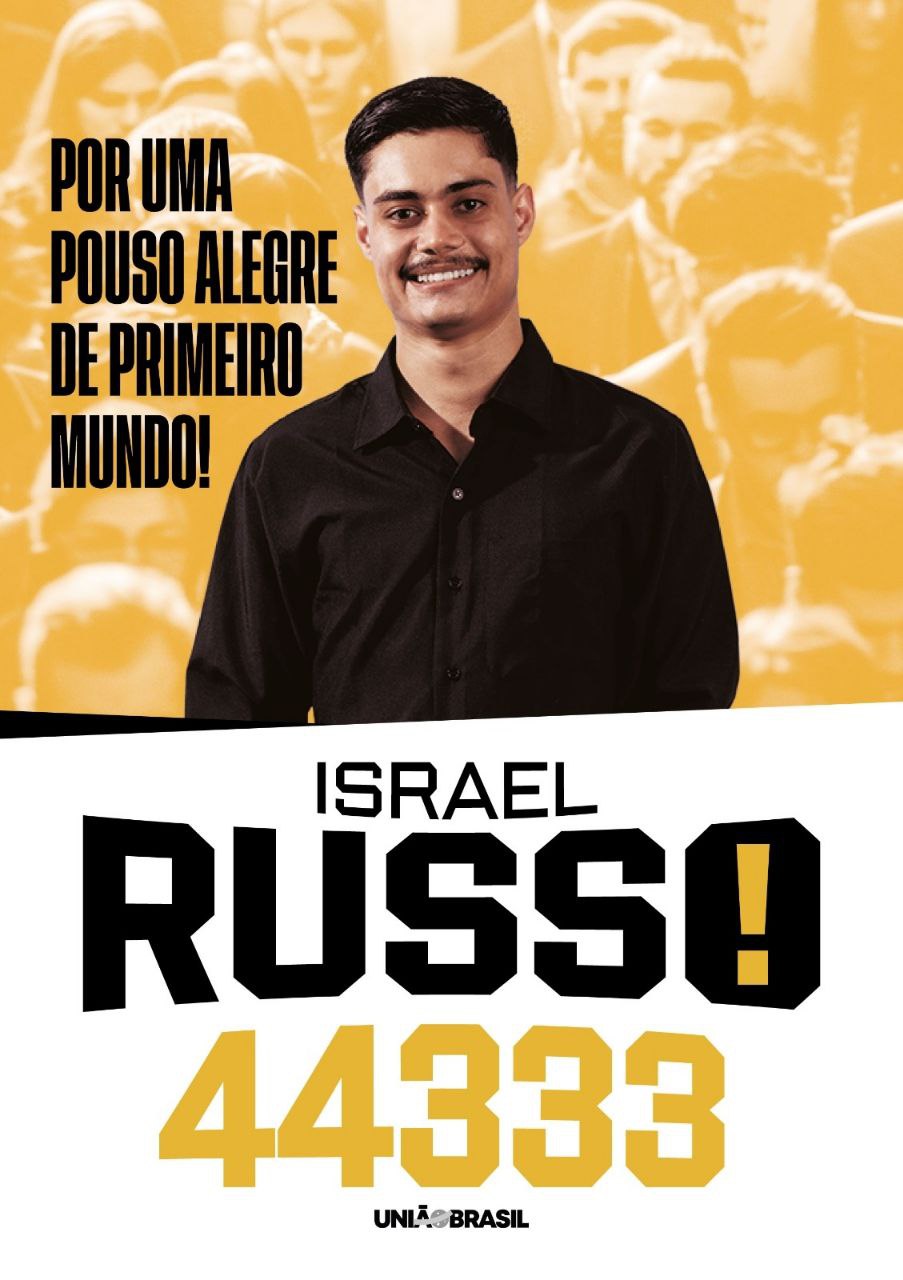 POR UMA
POUSO ALEGRE
DE PRIMEIRO
MUNDO!
ISRAEL
RUSSO!
44333
UNIÃO BRASIL